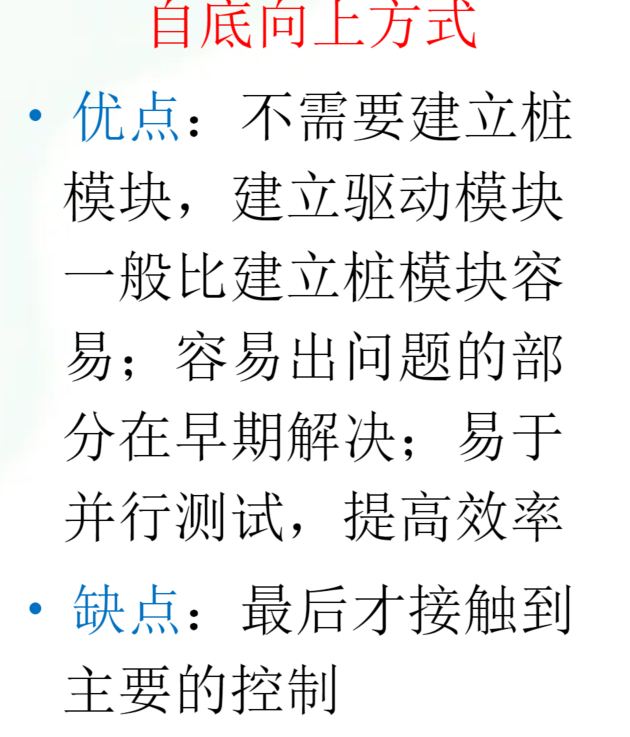 自底向上方式
• 优点：不需要建立桩
模块，建立驱动模块
一般比建立桩模块容
易；容易出问题的部
分在早期解决；易于
并行测试，提高效率
• 缺点：最后才接触到
主要的控制